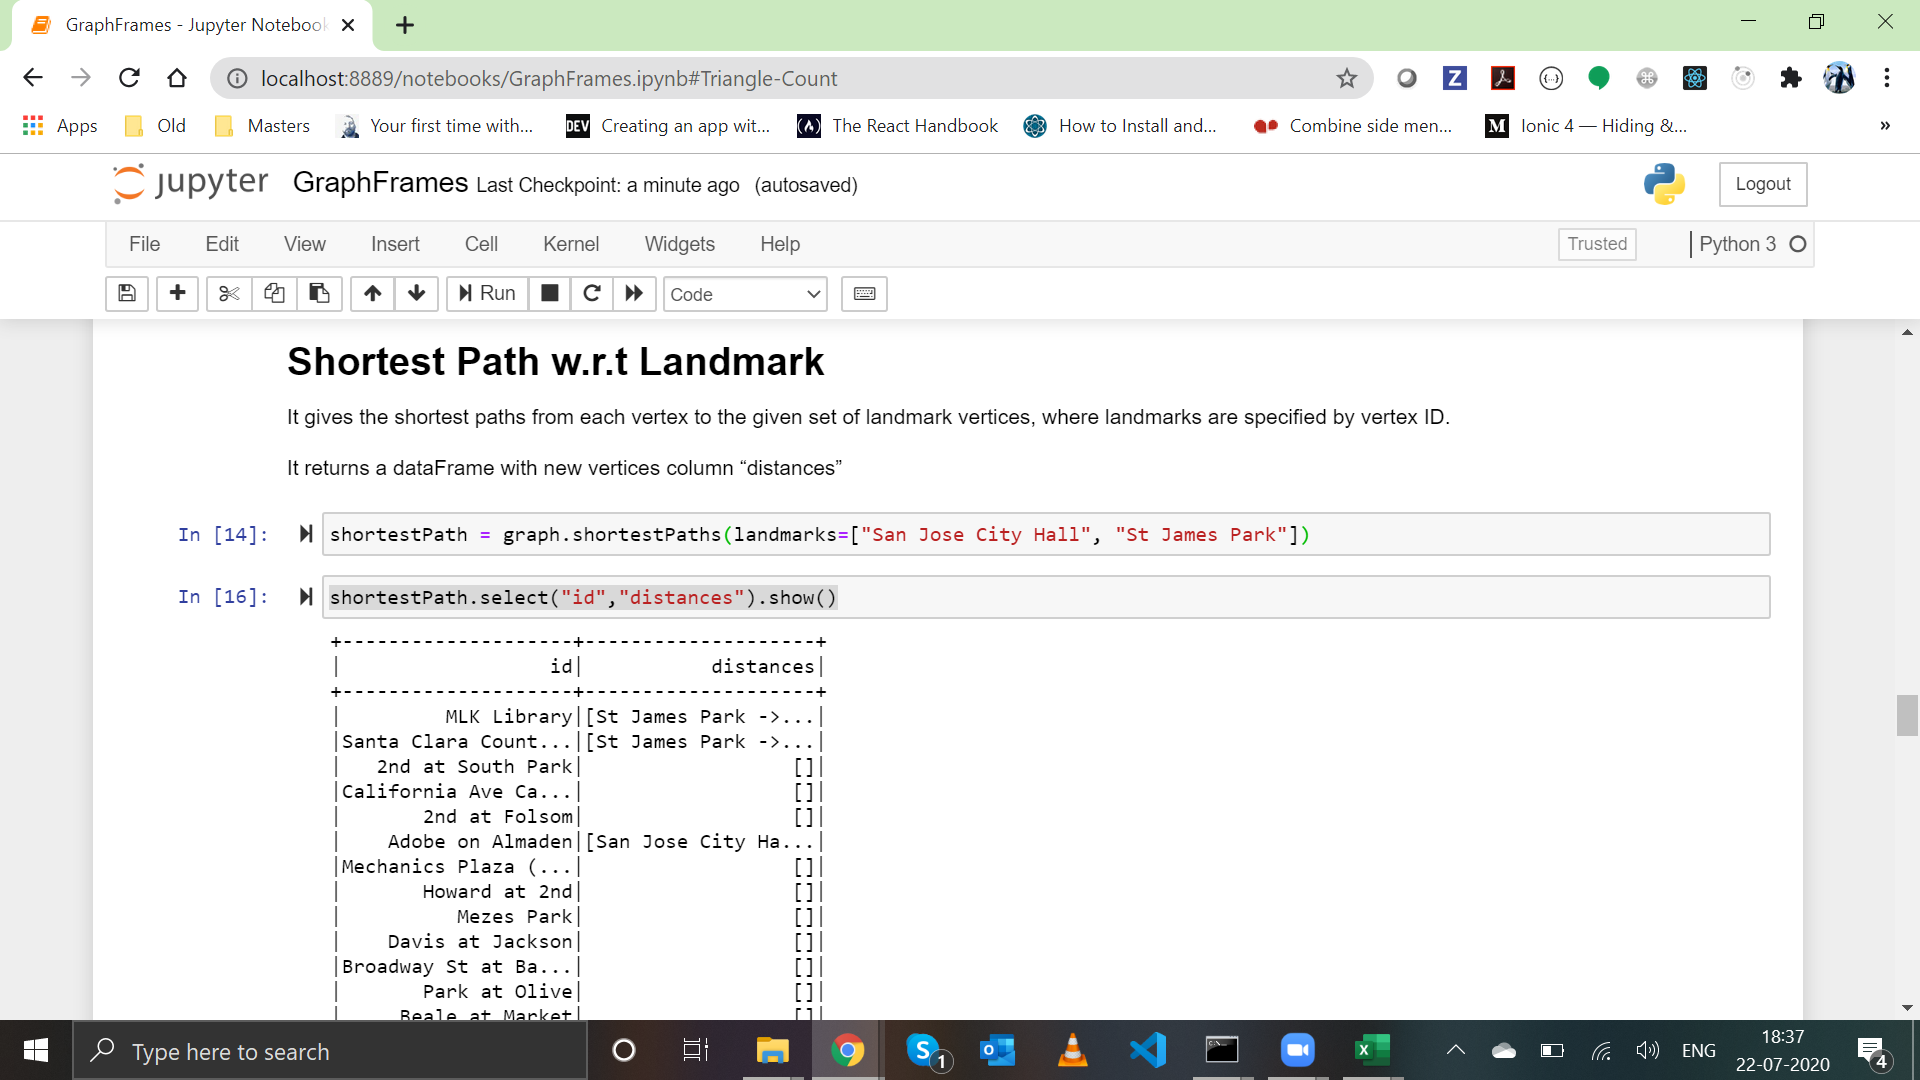 GraphFrames - Jupyter Notebook
localhost:8889/notebooks/GraphFrames.ipynb#Triangle-Count
Apps Old Masters Your first time with... DEV Creating an app wit... The React Handbook How to Install and... Combine side men... M Ionic 4 — Hiding &... »
jupyter GraphFrames Last Checkpoint: a minute ago (autosaved) Logout
File Edit View Insert Cell Kernel Widgets Help Trusted Python 3
Run Code
Shortest Path w.r.t Landmark
It gives the shortest paths from each vertex to the given set of landmark vertices, where landmarks are specified by vertex ID.
It returns a dataFrame with new vertices column “distances”
In [14]: shortestPath = graph.shortestPaths(landmarks=["San Jose City Hall", "St James Park"])
In [16]: shortestPath.select("id","distances").show()
+--------------------+--------------------+
|                  id|           distances|
+--------------------+--------------------+
|         MLK Library|[St James Park ->...|
|Santa Clara Count...|[St James Park ->...|
|   2nd at South Park|                  []|
|California Ave Ca...|                  []|
|       2nd at Folsom|                  []|
|    Adobe on Almaden|[San Jose City Ha...|
|Mechanics Plaza (...|                  []|
|       Howard at 2nd|                  []|
|          Mezes Park|                  []|
|    Davis at Jackson|                  []|
|Broadway St at Ba...|                  []|
|       Park at Olive|                  []|
|     Beale at Market|                  []|
Type here to search
1
ENG
18:37
22-07-2020
4